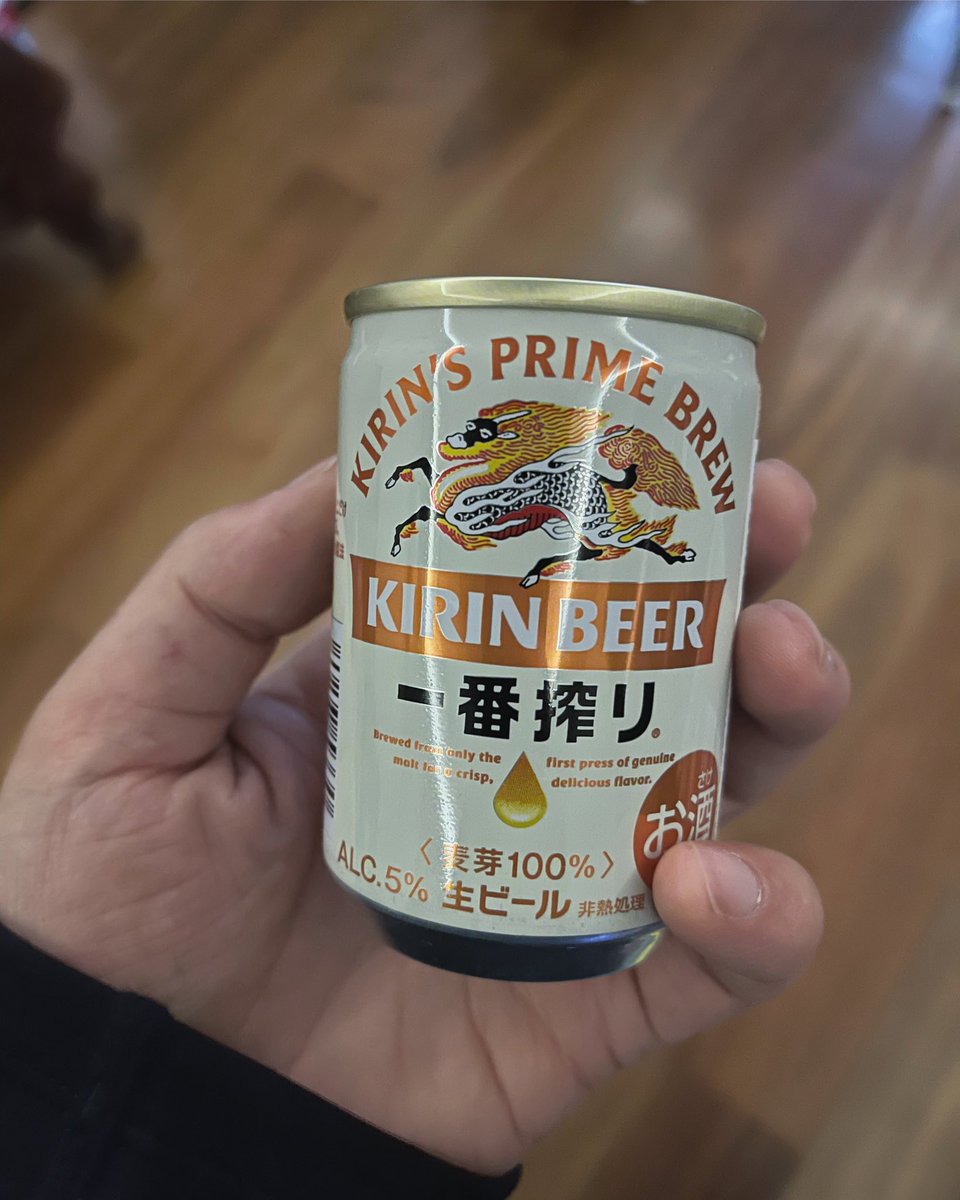 KIRIN'S PRIME BREW
KIRIN BEER
一番搾り®
Brewed from only the first press of genuine
malt for a crisp, delicious flavor.
お酒
〈麦芽100%〉
ALC.5% 生ビール 非熱処理